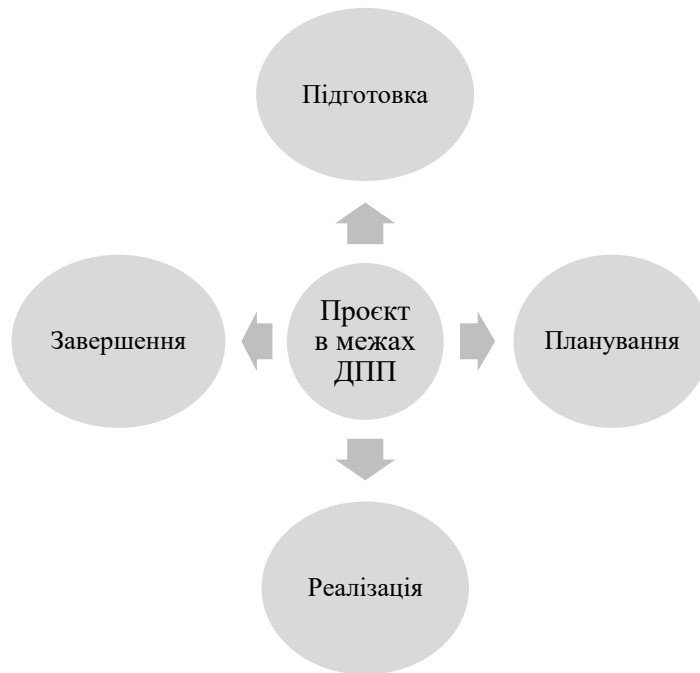 Підготовка
Завершення
Проєкт
в межах
ДПП
Планування
Реалізація